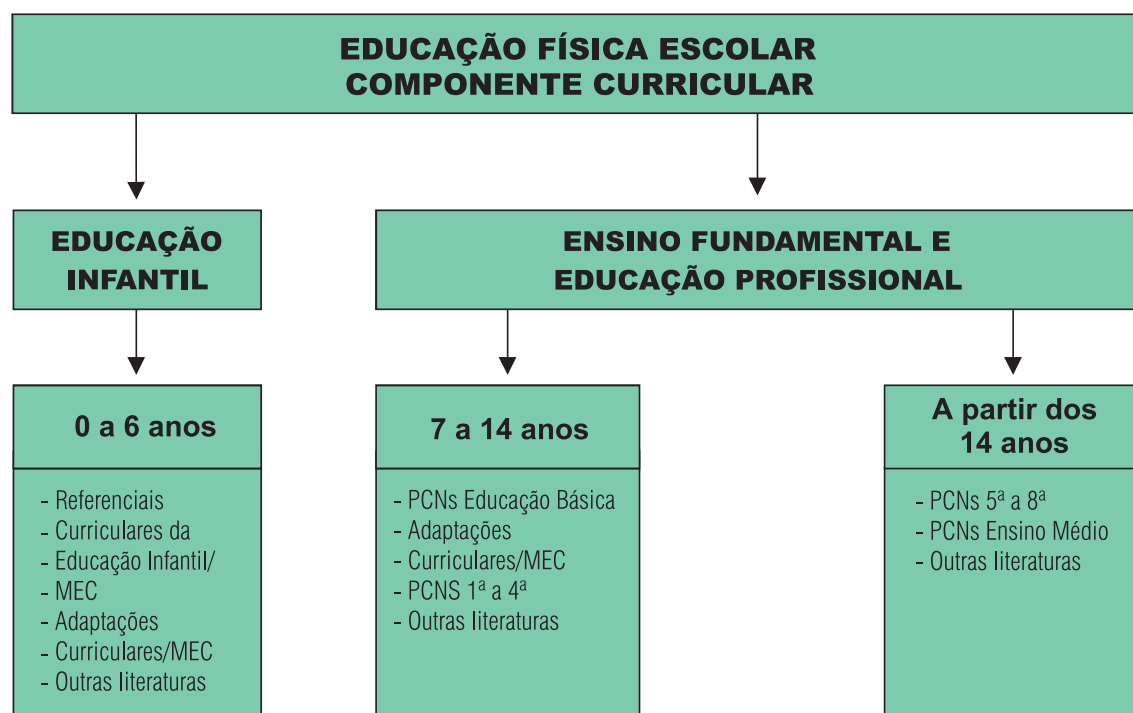 EDUCAÇÃO FÍSICA ESCOLAR
COMPONENTE CURRICULAR
EDUCAÇÃO
INFANTIL
ENSINO FUNDAMENTAL E
EDUCAÇÃO PROFISSIONAL
0 a 6 anos
- Referenciais
- Curriculares da
- Educação Infantil/
- MEC
- Adaptações
- Curriculares/MEC
- Outras literaturas
7 a 14 anos
- PCNs Educação Básica
- Adaptações
- Curriculares/MEC
- PCNS 1ª a 4ª
- Outras literaturas
A partir dos
14 anos
- PCNs 5ª a 8ª
- PCNs Ensino Médio
- Outras literaturas